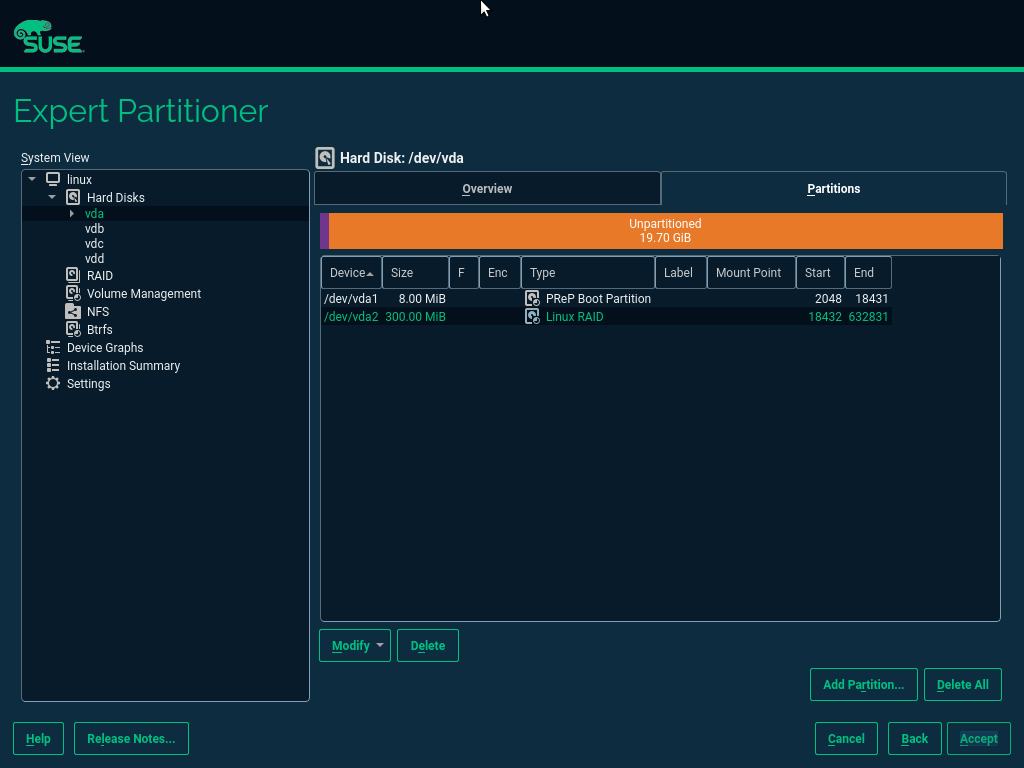 SUSE
Expert Partitioner
System View
linux
Hard Disks
vda
vdb
vdc
vdd
RAID
Volume Management
NFS
Btrfs
Device Graphs
Installation Summary
Settings
Hard Disk: /dev/vda
Overview Partitions
Unpartitioned
19.70 GiB
Device Size F Enc Type Label Mount Point Start End
/dev/vda1 8.00 MiB PReP Boot Partition 2048 18431
/dev/vda2 300.00 MiB Linux RAID 18432 632831
Modify Delete
Add Partition... Delete All
Help Release Notes... Cancel Back Accept